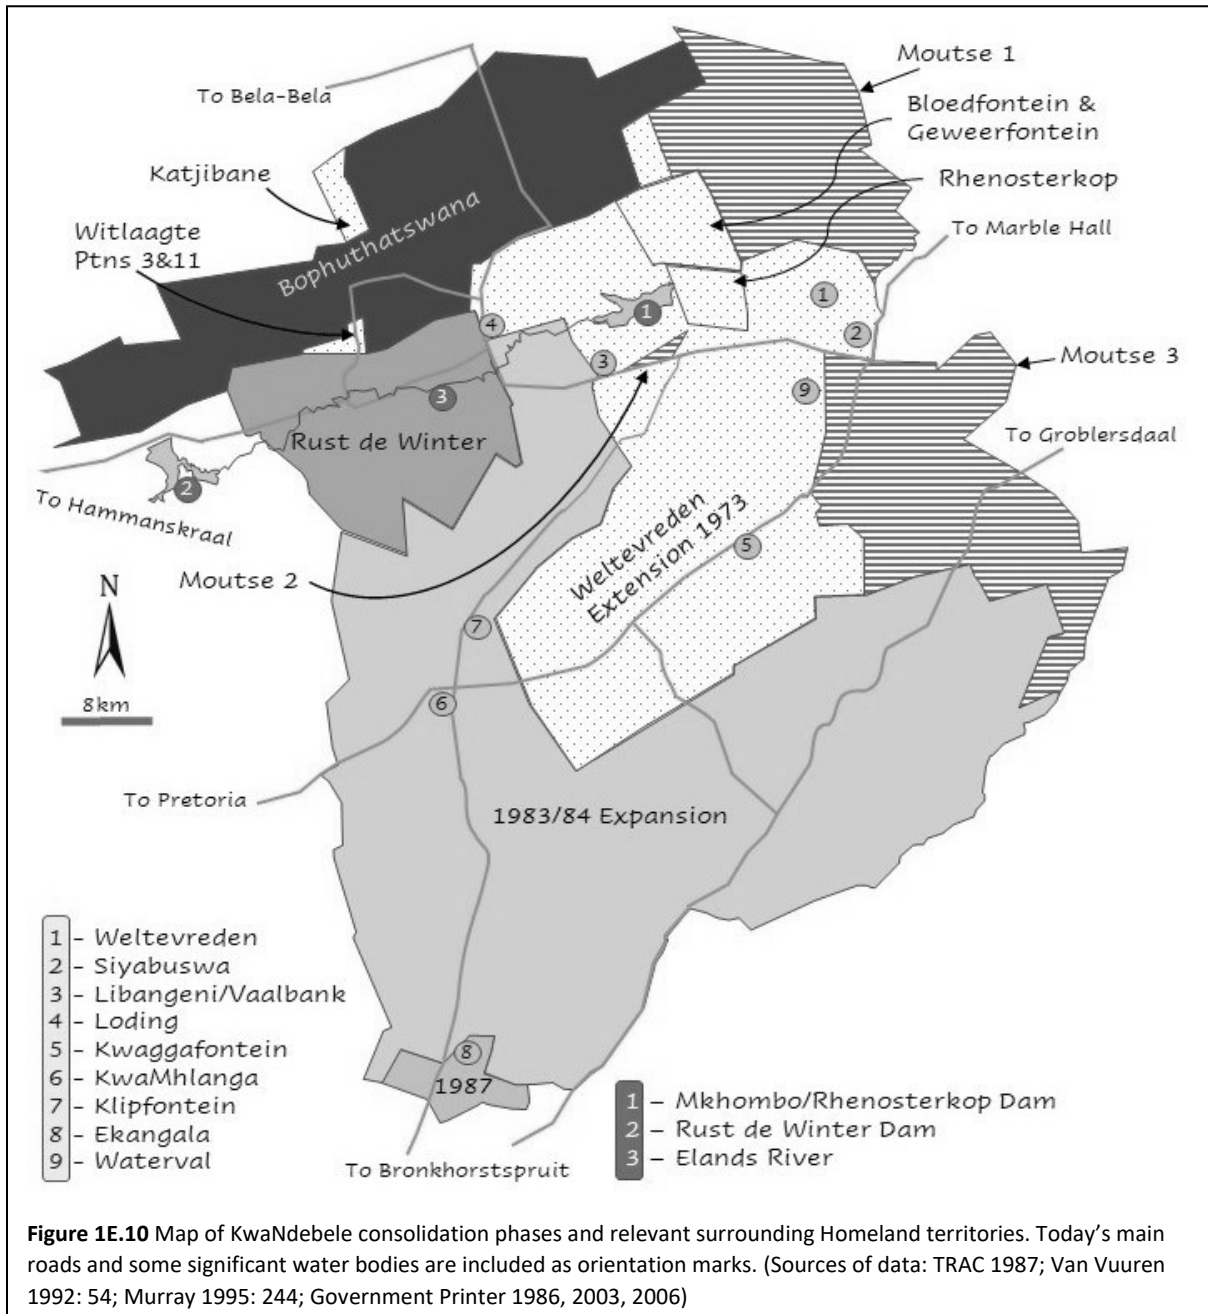 Moutse 1
To Bela-Bela
Bloedfontein &
Geweerfontein
Katjibane
Rhenosterkop
Witlaagte
Ptns 3&11
To Marble Hall
Bophuthatswana
1
1
4
2
3
Moutse 3
9
3
Rust de Winter
To Groblersdaal
2
To Hammanskraal
Weltevreden
Extension 1973
5
N
Moutse 2
7
8km
6
To Pretoria
1983/84 Expansion
1 - Weltevreden
2 - Siyabuswa
3 - Libangeni/Vaalbank
4 - Loding
5 - Kwaggafontein
6 - KwaMhlanga
7 - Klipfontein
8 - Ekangala
9 - Waterval
8
1987
To Bronkhorstspruit
1 – Mkhombo/Rhenosterkop Dam
2 – Rust de Winter Dam
3 – Elands River
Figure 1E.10 Map of KwaNdebele consolidation phases and relevant surrounding Homeland territories. Today’s main
roads and some significant water bodies are included as orientation marks. (Sources of data: TRAC 1987; Van Vuuren
1992: 54; Murray 1995: 244; Government Printer 1986, 2003, 2006)